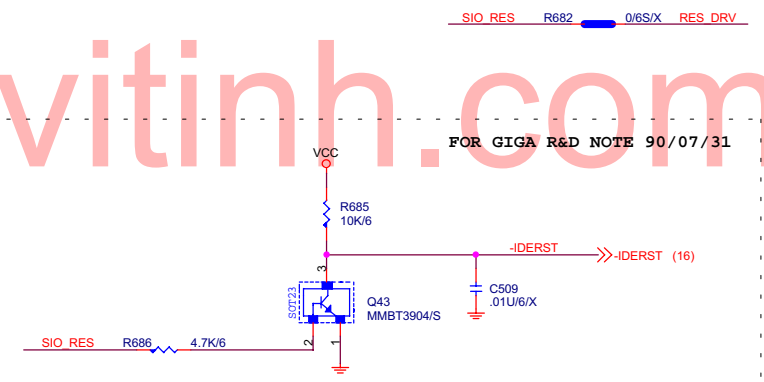 SIO_RES R682 0/6S/X RES_DRV
vitinh.com
FOR GIGA R&D NOTE 90/07/31
VCC
R685
10K/6
-IDERST
-IDERST (16)
3
SOT23
Q43
MMBT3904/S
C509
.01U/6/X
SIO_RES R686 4.7K/6
2
1